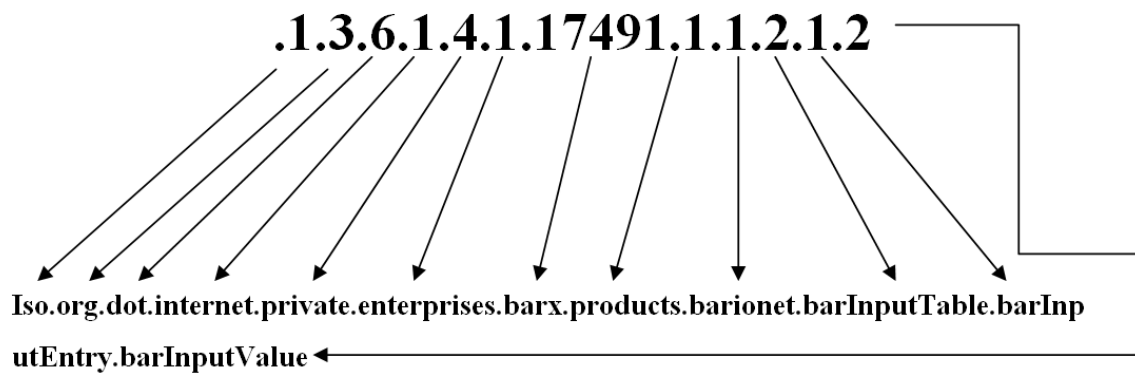 .1.3.6.1.4.1.17491.1.1.2.1.2
Iso.org.dot.internet.private.enterprises.barx.products.barionet.barInputTable.barInp
utEntry.barInputValue